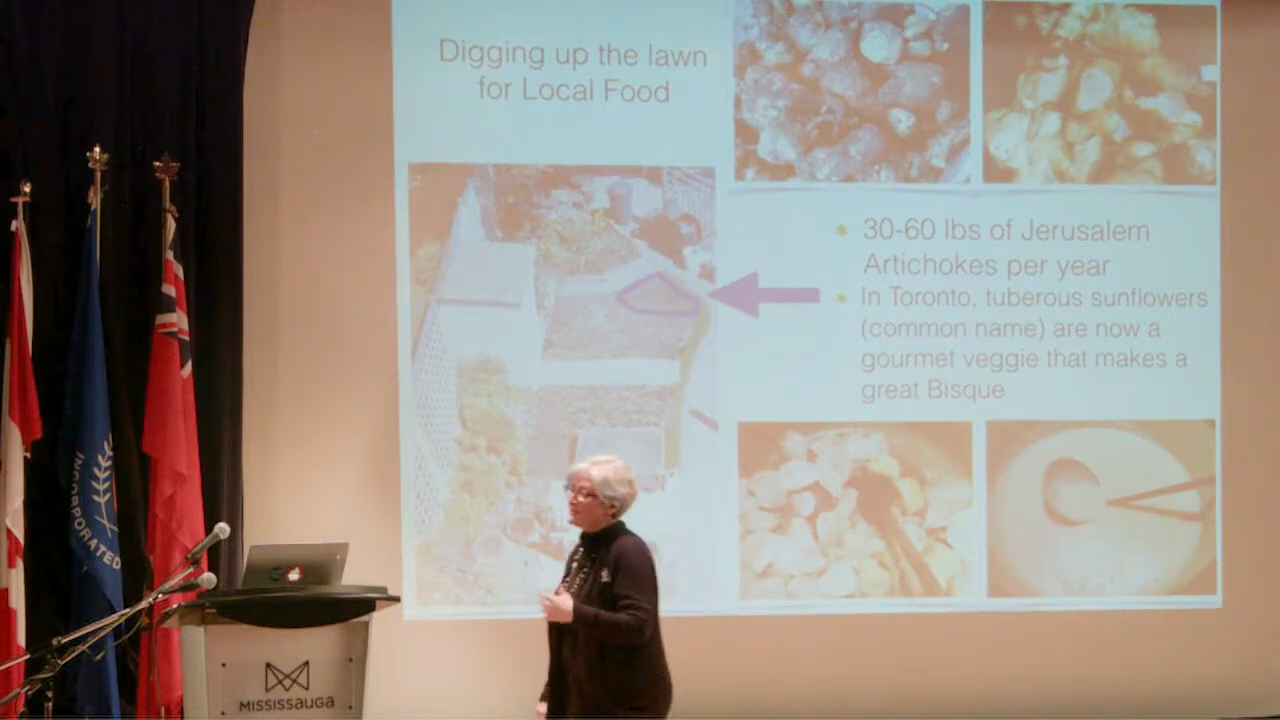 Digging up the lawn
for Local Food
* 30-60 lbs of Jerusalem
Artichokes per year
* In Toronto, tuberous sunflowers
(common name) are now a
gourmet veggie that makes a
great Bisque
INCORPORATED
MISSISSauGa